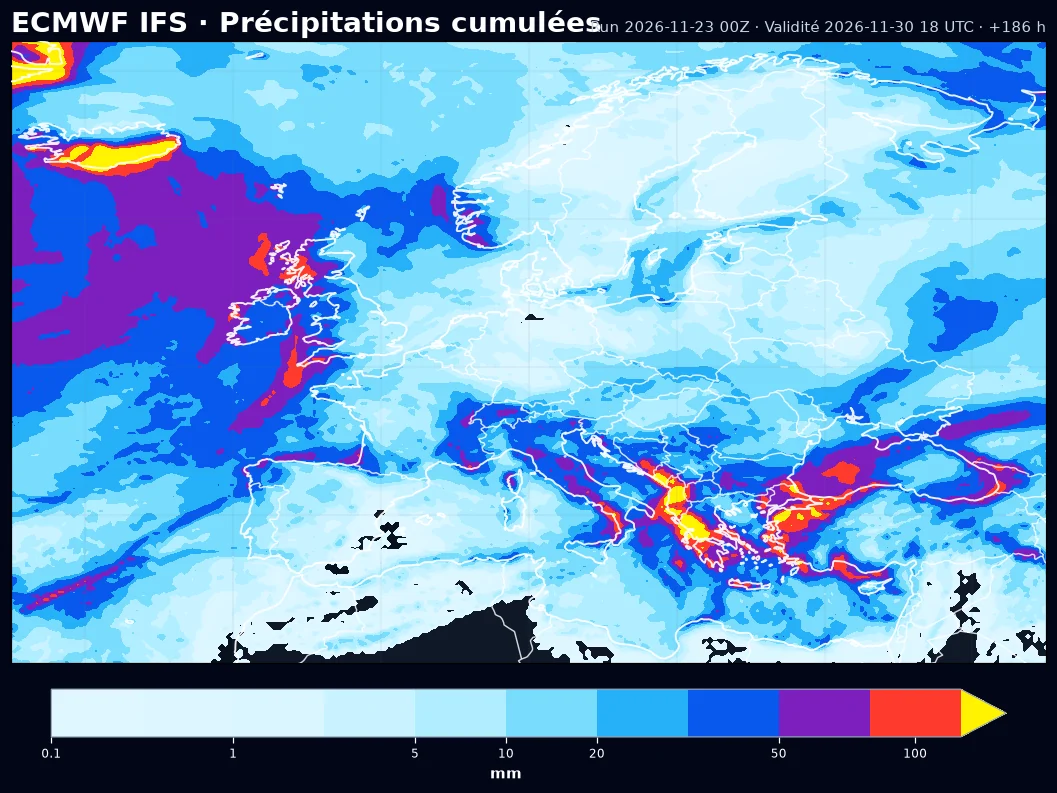 ECMWF IFS · Précipitations cumulées
Run 2026-11-23 00Z · Validité 2026-11-30 18 UTC · +186 h
0.1 1 5 10 20 50 100
mm